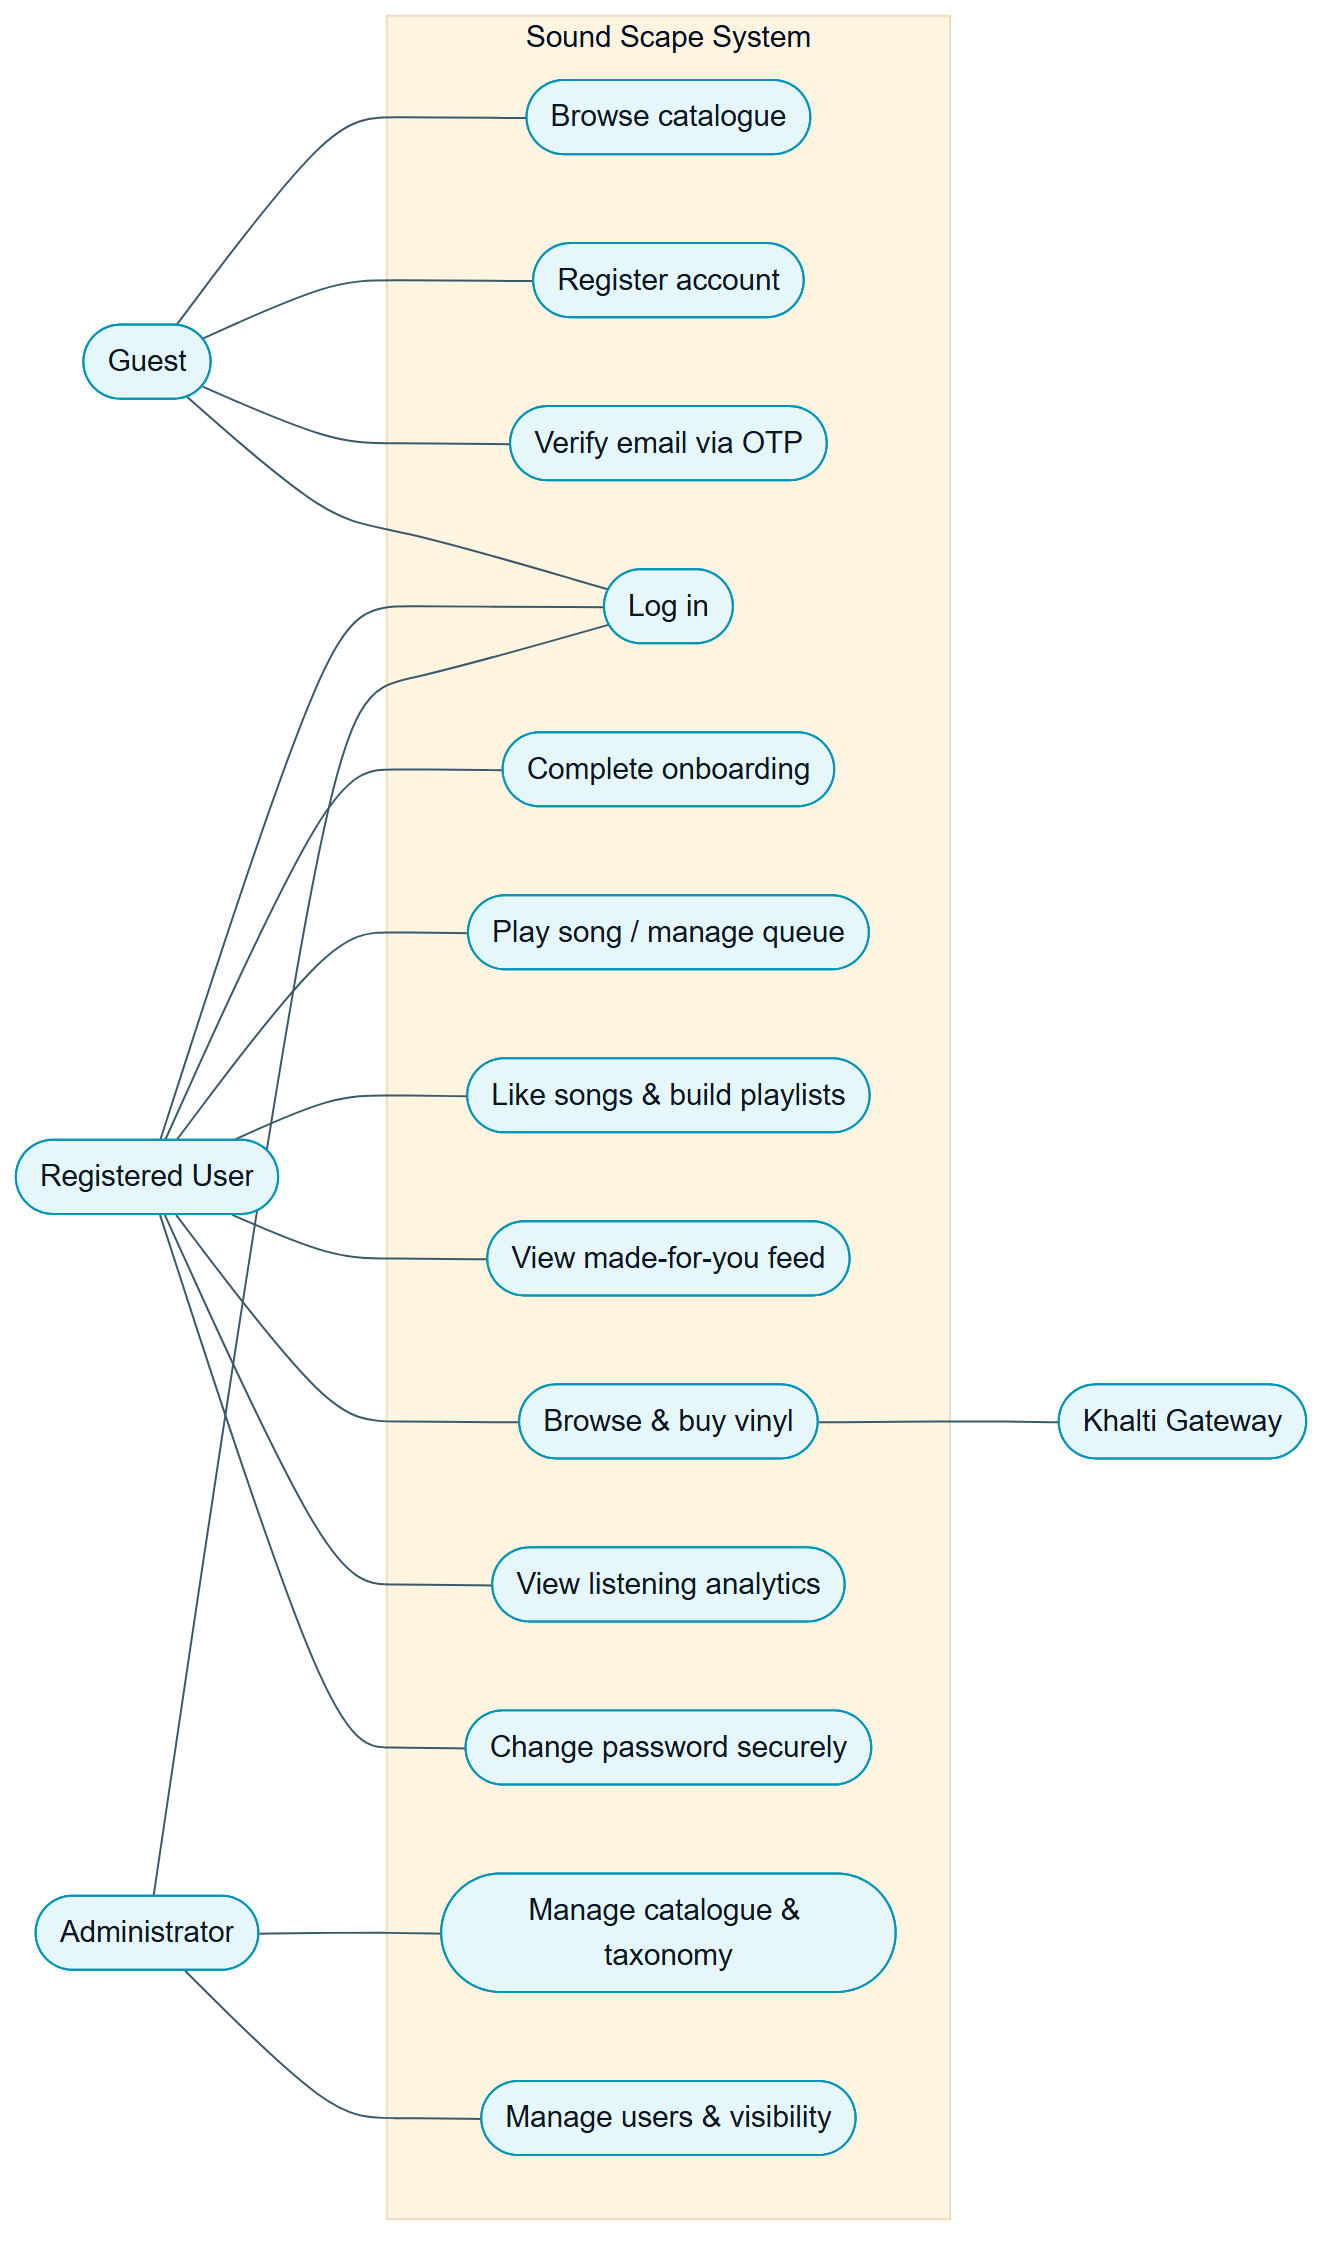 Sound Scape System
Browse catalogue
Register account
Guest
Verify email via OTP
Log in
Complete onboarding
Play song / manage queue
Like songs & build playlists
Registered User
View made-for-you feed
Browse & buy vinyl
Khalti Gateway
View listening analytics
Change password securely
Manage catalogue &
taxonomy
Administrator
Manage users & visibility